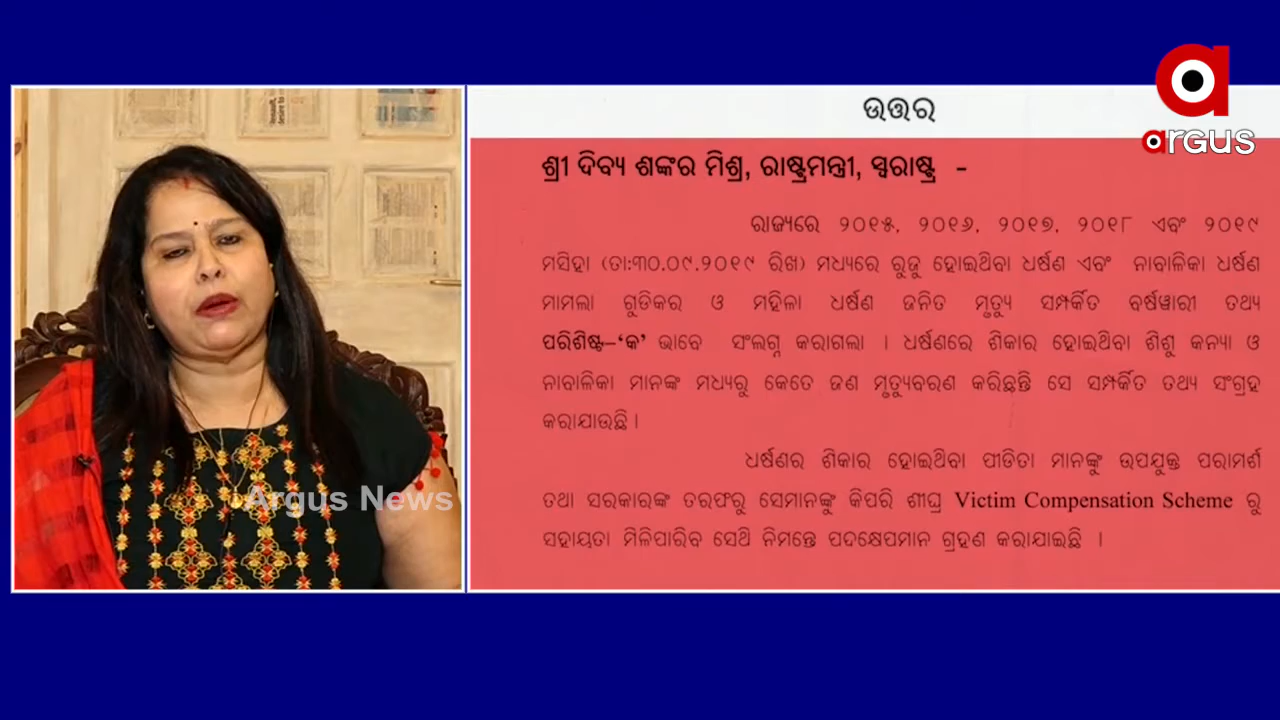 ଉତ୍ତର
argus
ଶ୍ରୀ ଦିବ୍ୟ ଶଙ୍କର ମିଶ୍ର, ରାଷ୍ଟ୍ରମନ୍ତ୍ରୀ, ସ୍ୱରାଷ୍ଟ୍ର -
ରାଜ୍ୟରେ ୨୦୧୫, ୨୦୧୬, ୨୦୧୭, ୨୦୧୮ ଏବଂ ୨୦୧୯
ମସିହା (ତା:୩୦.୦୯.୨୦୧୯ ରିଖ) ମଧ୍ୟରେ ରୁଜୁ ହୋଇଥିବା ଧର୍ଷଣ ଏବଂ ନାବାଳିକା ଧର୍ଷଣ
ମାମଲା ଗୁଡିକର ଓ ମହିଳା ଧର୍ଷଣ ଜନିତ ମୃତ୍ୟୁ ସମ୍ପର୍କିତ ବର୍ଷୱାରୀ ତଥ୍ୟ
ପରିଶିଷ୍ଟ–‘କ’ ଭାବେ ସଂଲଗ୍ନ କରାଗଲା । ଧର୍ଷଣରେ ଶିକାର ହୋଇଥିବା ଶିଶୁ କନ୍ୟା ଓ
ନାବାଳିକା ମାନଙ୍କ ମଧ୍ୟରୁ କେତେ ଜଣ ମୃତ୍ୟୁବରଣ କରିଛନ୍ତି ସେ ସମ୍ପର୍କିତ ତଥ୍ୟ ସଂଗ୍ରହ
କରାଯାଉଛି ।
ଧର୍ଷଣର ଶିକାର ହୋଇଥିବା ପୀଡିତା ମାନଙ୍କୁ ଉପଯୁକ୍ତ ପରାମର୍ଶ
ତଥା ସରକାରଙ୍କ ତରଫରୁ ସେମାନଙ୍କୁ କିପରି ଶୀଘ୍ର Victim Compensation Scheme ରୁ
ସହାୟତା ମିଳିପାରିବ ସେଥି ନିମନ୍ତେ ପଦକ୍ଷେପମାନ ଗ୍ରହଣ କରାଯାଇଛି ।
Argus News